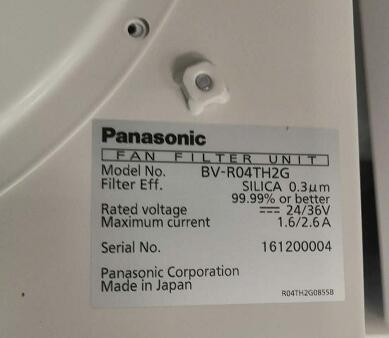 Panasonic
FAN FILTER UNIT
Model No. BV-R04TH2G
Filter Eff. SILICA 0.3μm
99.99% or better
Rated voltage ⎓ 24/36V
Maximum current 1.6/2.6A
Serial No. 161200004
Panasonic Corporation
Made in Japan
R04TH2G0855B